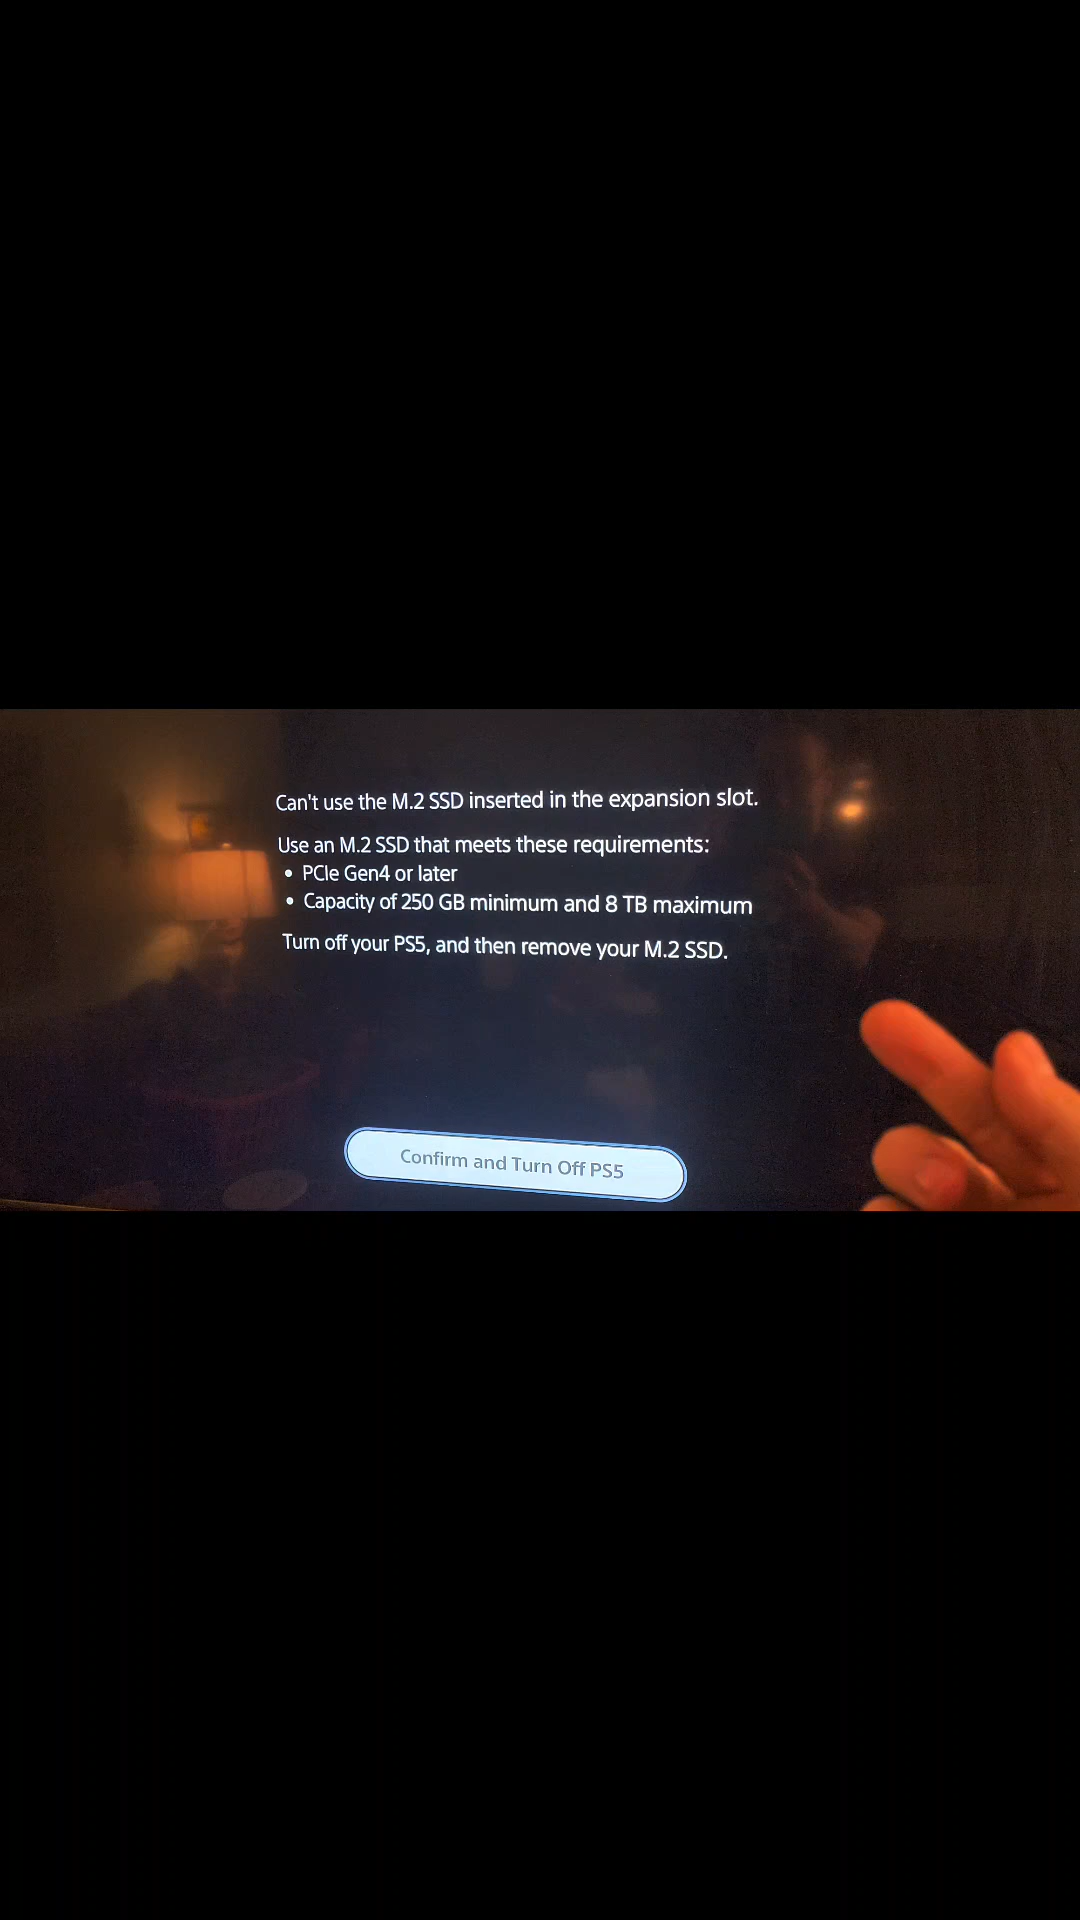 Can't use the M.2 SSD inserted in the expansion slot.
Use an M.2 SSD that meets these requirements:
• PCIe Gen4 or later
• Capacity of 250 GB minimum and 8 TB maximum
Turn off your PS5, and then remove your M.2 SSD.
Confirm and Turn Off PS5